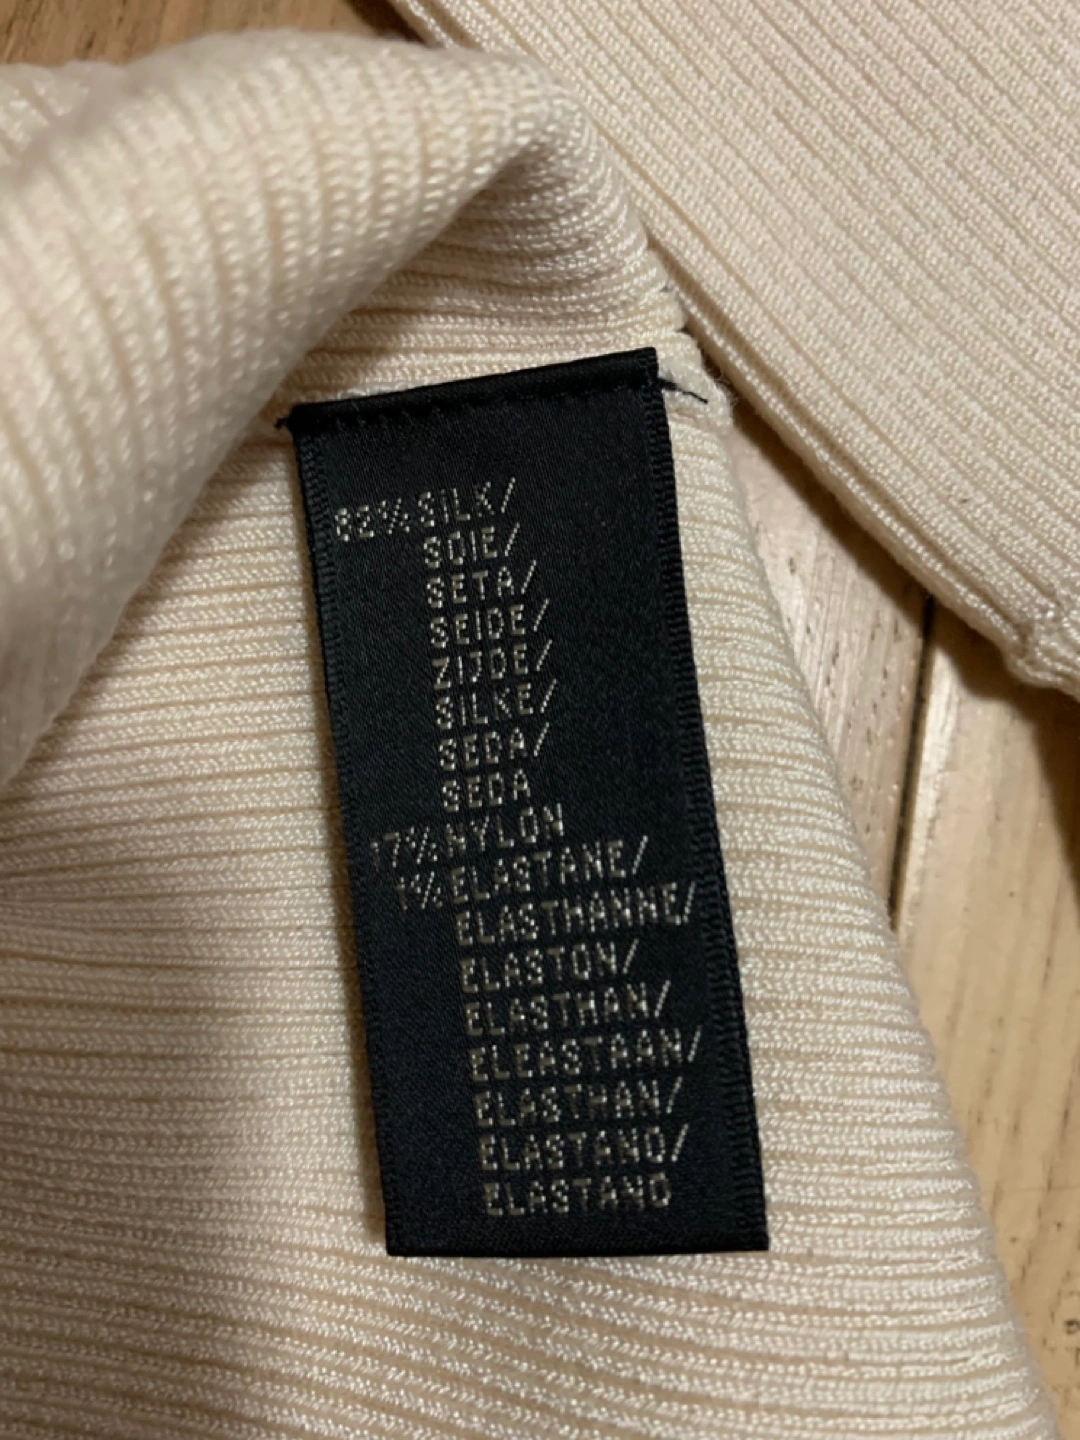 82% SILK/
SOIE/
SETA/
SEIDE/
ZIJDE/
SILKE/
SEDA/
SEDA
17% NYLON
1% ELASTANE/
ELASTHANNE/
ELASTON/
ELASTHAN/
ELEASTAAN/
ELASTHAN/
ELASTANO/
ELASTANO